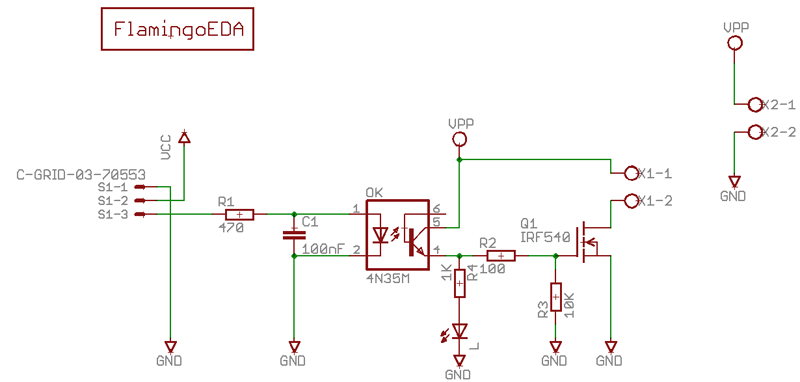 FlamingoEDA
VPP
X2-1
X2-2
GND
VCC
VPP
C-GRID-03-70553
S1-1
S1-2
S1-3
R1
470
C1
100nF
OK
1
2
6
5
4
4N35M
X1-1
X1-2
Q1
IRF540
R2
100
1K
R4
R3
10K
L
GND
GND
GND
GND
GND